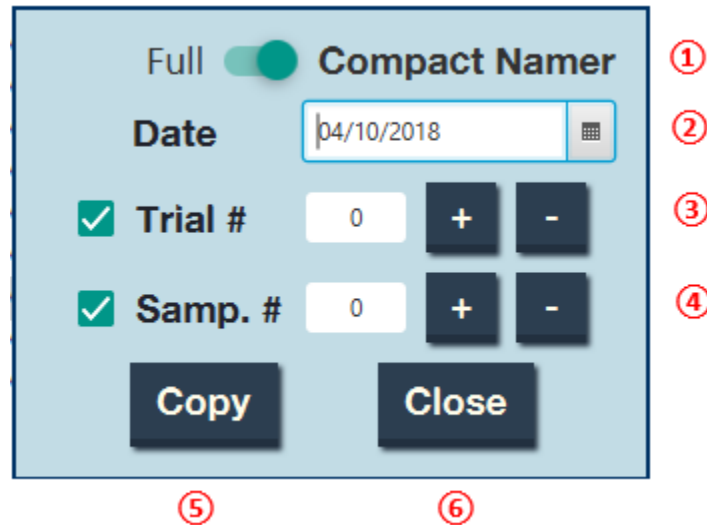 Full Compact Namer ①
Date 04/10/2018 ②
Trial # 0 + - ③
Samp. # 0 + - ④
Copy Close
⑤ ⑥